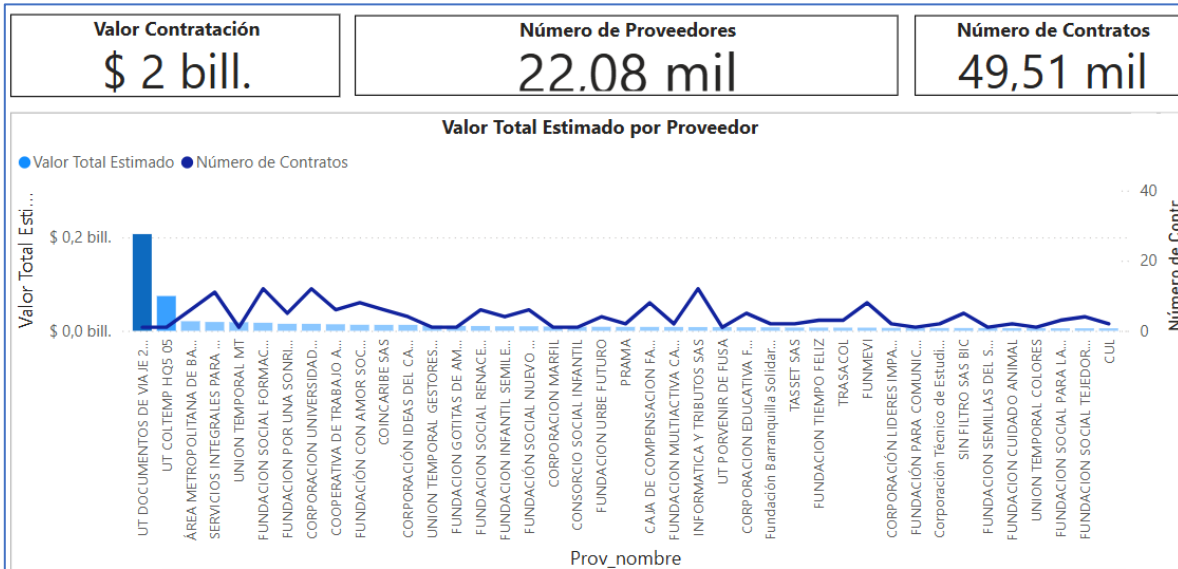 Valor Contratación
$ 2 bill.
Número de Proveedores
22,08 mil
Número de Contratos
49,51 mil
Valor Total Estimado por Proveedor
Valor Total Estimado
Número de Contratos
Valor Total Esti...
$ 0,2 bill.
$ 0,0 bill.
40
20
0
Número de Contr...
UT DOCUMENTOS DE VIAJE 2...
UT COLTEMP HQ5 05
ÁREA METROPOLITANA DE BA...
SERVICIOS INTEGRALES PARA ...
UNION TEMPORAL MT
FUNDACION SOCIAL FORMAC...
FUNDACION POR UNA SONRI...
CORPORACION UNIVERSIDAD...
COOPERATIVA DE TRABAJO A...
FUNDACIÓN CON AMOR SOC...
COINCARIBE SAS
CORPORACIÓN IDEAS DEL CA...
UNION TEMPORAL GESTORES...
FUNDACION GOTITAS DE AM...
FUNDACION SOCIAL RENACE...
FUNDACION INFANTIL SEMILE...
FUNDACIÓN SOCIAL NUEVO ...
CORPORACION MARFIL
CONSORCIO SOCIAL INFANTIL
FUNDACION URBE FUTURO
PRAMA
CAJA DE COMPENSACION FA...
FUNDACION MULTIACTIVA CA...
INFORMATICA Y TRIBUTOS SAS
UT PORVENIR DE FUSA
CORPORACION EDUCATIVA F...
Fundación Barranquilla Solidar...
TASSET SAS
FUNDACION TIEMPO FELIZ
TRASACOL
FUNMEVI
CORPORACIÓN LIDERES IMPA...
FUNDACIÓN PARA COMUNIC...
Corporación Técnico de Estudi...
SIN FILTRO SAS BIC
FUNDACION SEMILLAS DEL S...
FUNDACION CUIDADO ANIMAL
UNION TEMPORAL COLORES
FUNDACION SOCIAL PARA LA...
FUNDACION SOCIAL TEJEDOR...
CUL
Prov_nombre